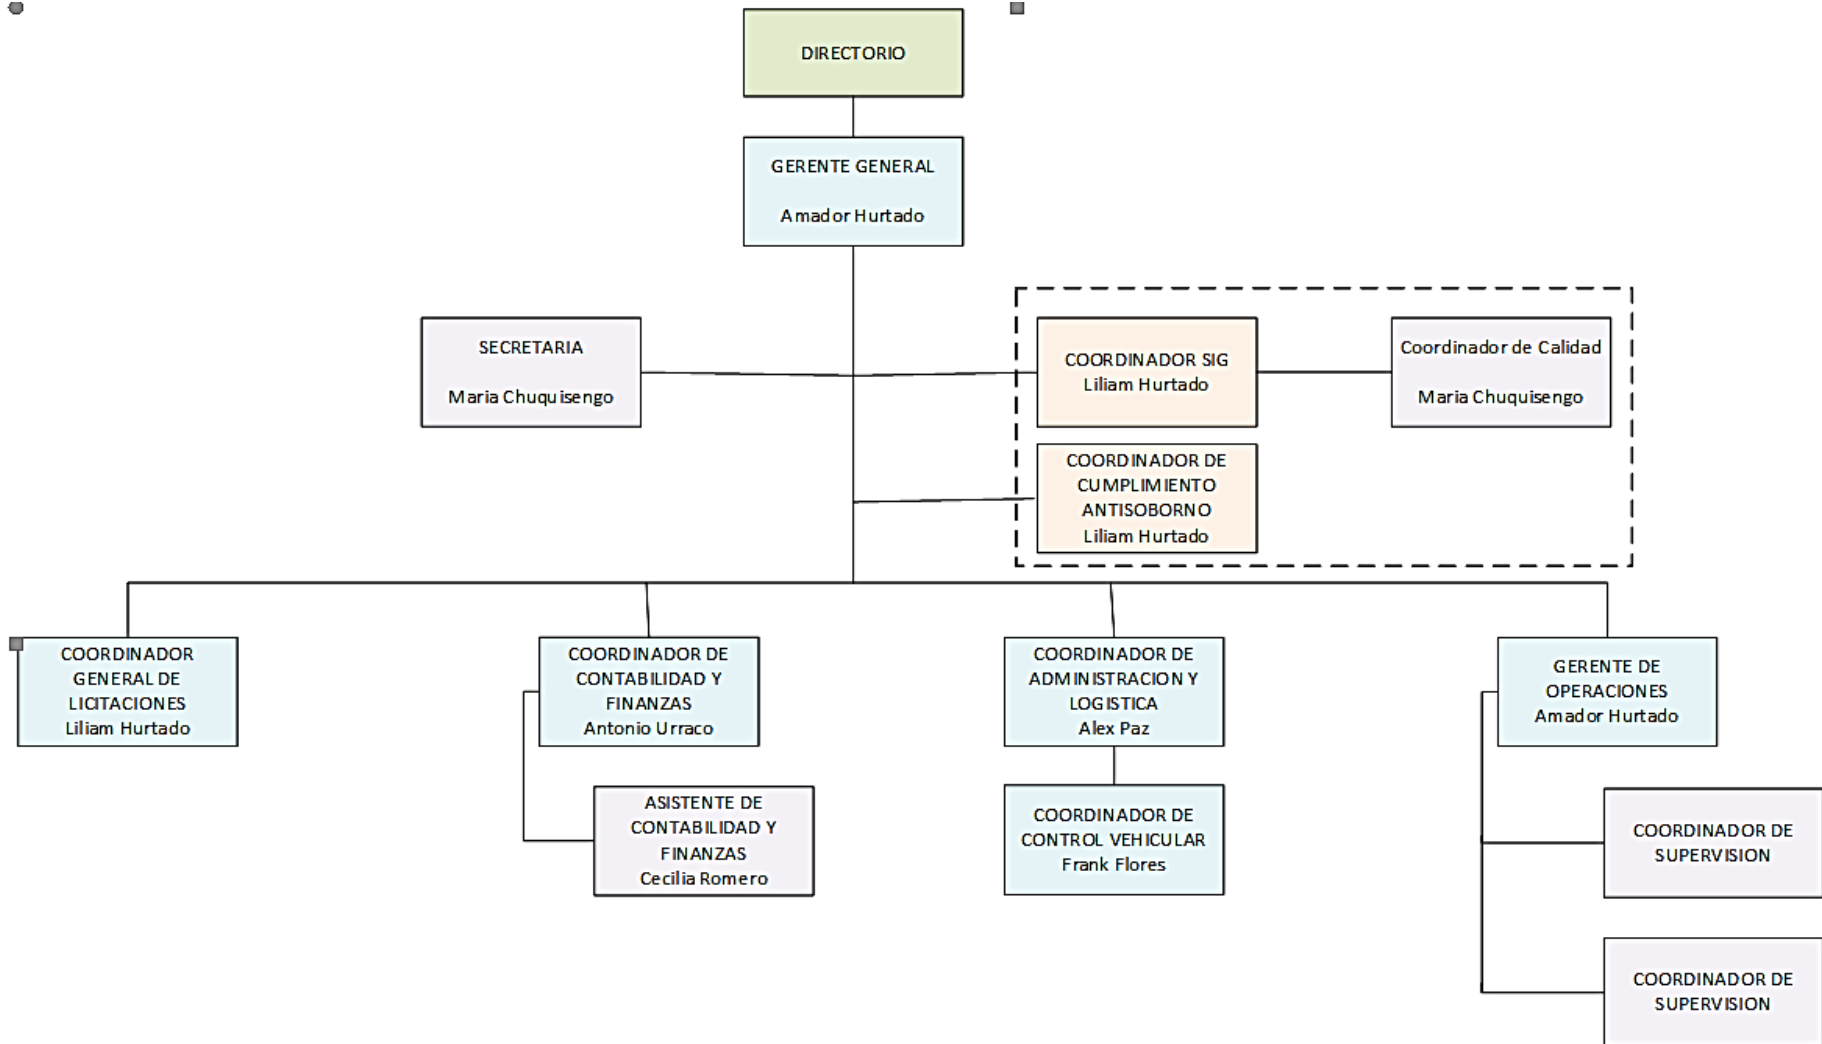 DIRECTORIO
GERENTE GENERAL
Amador Hurtado
SECRETARIA
Maria Chuquisengo
COORDINADOR SIG
Liliam Hurtado
Coordinador de Calidad
Maria Chuquisengo
COORDINADOR DE
CUMPLIMIENTO
ANTISOBORNO
Liliam Hurtado
COORDINADOR
GENERAL DE
LICITACIONES
Liliam Hurtado
COORDINADOR DE
CONTABILIDAD Y
FINANZAS
Antonio Urraco
COORDINADOR DE
ADMINISTRACION Y
LOGISTICA
Alex Paz
GERENTE DE
OPERACIONES
Amador Hurtado
ASISTENTE DE
CONTABILIDAD Y
FINANZAS
Cecilia Romero
COORDINADOR DE
CONTROL VEHICULAR
Frank Flores
COORDINADOR DE
SUPERVISION
COORDINADOR DE
SUPERVISION